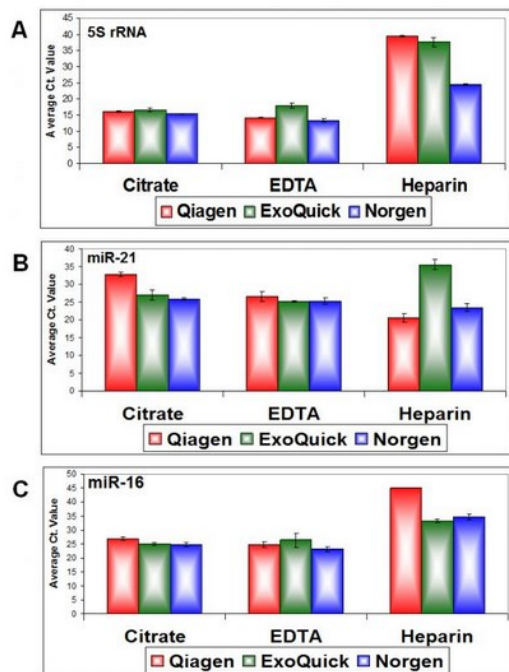 A
5S rRNA
Average Ct. Value
45
40
35
30
25
20
15
10
5
0
Citrate EDTA Heparin
Qiagen ExoQuick Norgen
B
miR-21
Average Ct. Value
40
35
30
25
20
15
10
5
0
Citrate EDTA Heparin
Qiagen ExoQuick Norgen
C
miR-16
Average Ct. Value
50
45
40
35
30
25
20
15
10
5
0
Citrate EDTA Heparin
Qiagen ExoQuick Norgen